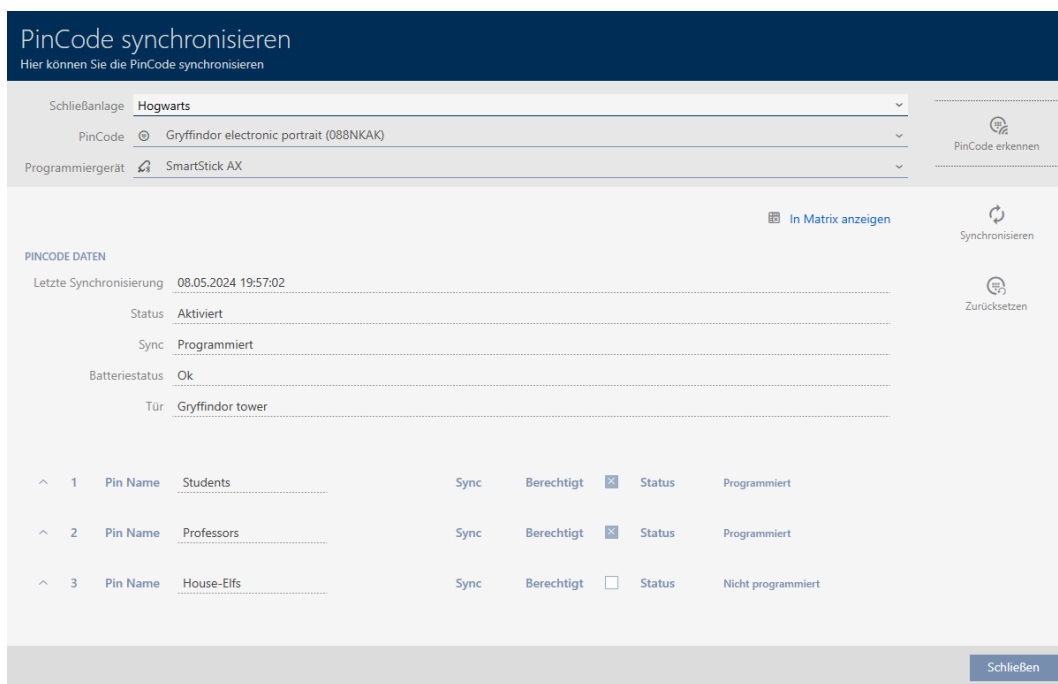 PinCode synchronisieren
Hier können Sie die PinCode synchronisieren
Schließanlage Hogwarts
PinCode Gryffindor electronic portrait (088NKAK)
Programmiergerät SmartStick AX
PinCode erkennen
In Matrix anzeigen
Synchronisieren
Zurücksetzen
PINCODE DATEN
Letzte Synchronisierung 08.05.2024 19:57:02
Status Aktiviert
Sync Programmiert
Batteriestatus Ok
Tür Gryffindor tower
1 Pin Name Students Sync Berechtigt Status Programmiert
2 Pin Name Professors Sync Berechtigt Status Programmiert
3 Pin Name House-Elfs Sync Berechtigt Status Nicht programmiert
Schließen